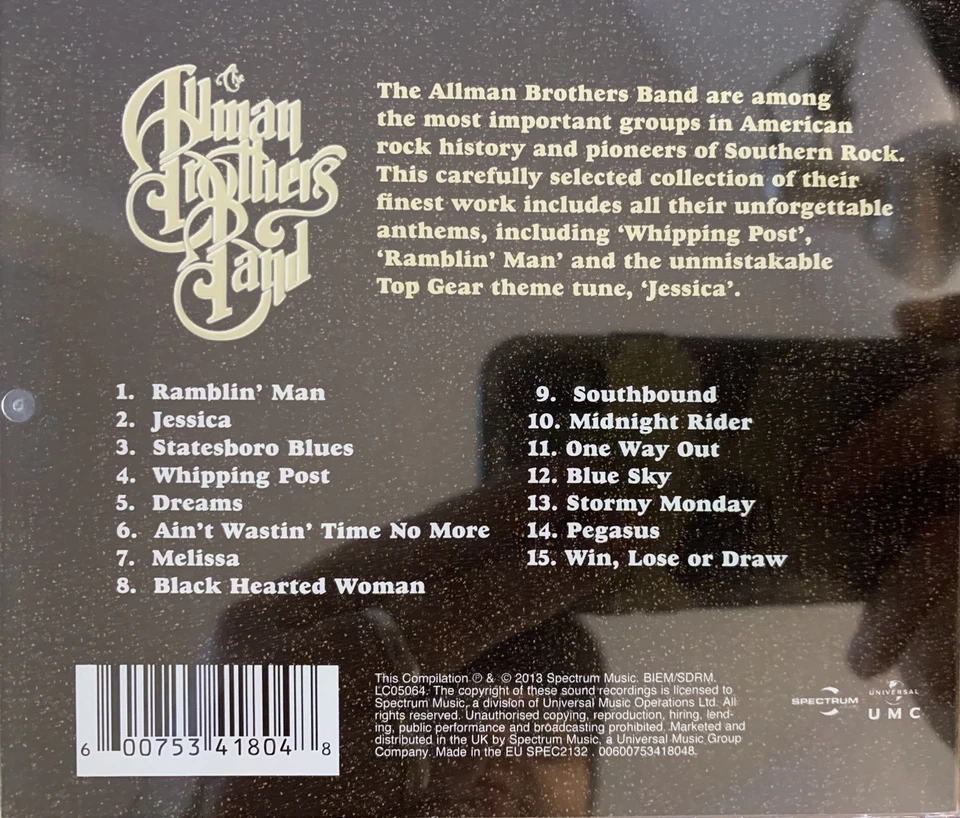 The
Allman
Brothers
Band
The Allman Brothers Band are among
the most important groups in American
rock history and pioneers of Southern Rock.
This carefully selected collection of their
finest work includes all their unforgettable
anthems, including ‘Whipping Post’,
‘Ramblin’ Man’ and the unmistakable
Top Gear theme tune, ‘Jessica’.
1. Ramblin’ Man
2. Jessica
3. Statesboro Blues
4. Whipping Post
5. Dreams
6. Ain’t Wastin’ Time No More
7. Melissa
8. Black Hearted Woman
9. Southbound
10. Midnight Rider
11. One Way Out
12. Blue Sky
13. Stormy Monday
14. Pegasus
15. Win, Lose or Draw
6 00753 41804 8
This Compilation ℗ & © 2013 Spectrum Music. BIEM/SDRM.
LC05064. The copyright of these sound recordings is licensed to
Spectrum Music, a division of Universal Music Operations Ltd. All
rights reserved. Unauthorised copying, reproduction, hiring, lend-
ing, public performance and broadcasting prohibited. Marketed and
distributed in the UK by Spectrum Music, a Universal Music Group
Company. Made in the EU SPEC2132 . 00600753418048.
SPECTRUM
UNIVERSAL
UMC